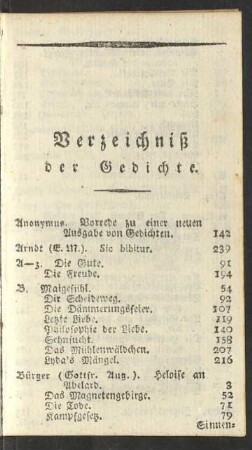 Verzeichniß
der Gedichte.
Anonymus. Vorrede zu einer neuen
Ausgabe von Gedichten. 142
Arndt (E. M.). Sic bibitur. 239
A—z. Die Gute. 91
Die Freude. 194
B. Maigefühl. 54
Der Scheideweg. 92
Die Dämmerungsfeier. 107
Letzte Liebe. 119
Philosophie der Liebe. 140
Sehnsucht. 158
Das Mühlenwäldchen. 207
Lyda's Mängel. 216
Bürger (Gottfr. Aug.). Heloise an
Abelard. 3
Das Magnetengebirge. 52
Die Tode. 71
Kampfgesetz. 79
Sinnen-